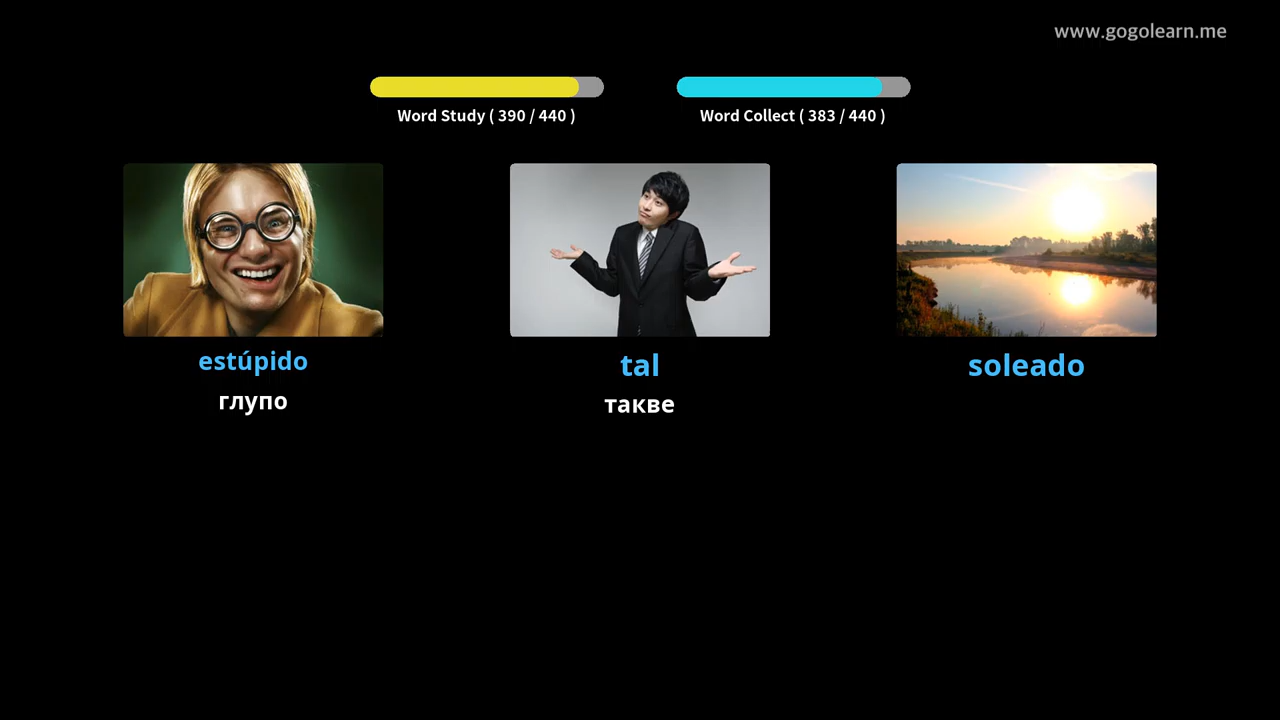 www.gogolearn.me
Word Study ( 390 / 440 )
Word Collect ( 383 / 440 )
estúpido
tal
soleado
глупо
такве